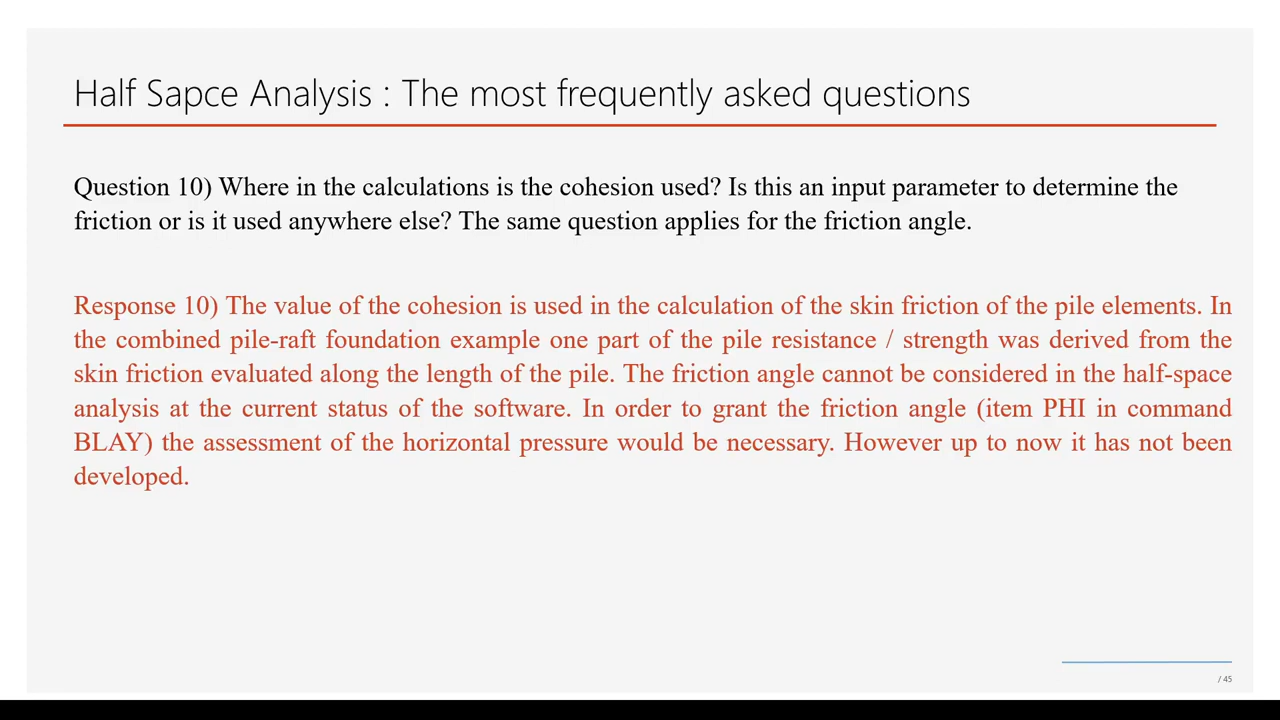 Half Sapce Analysis : The most frequently asked questions
Question 10) Where in the calculations is the cohesion used? Is this an input parameter to determine the
friction or is it used anywhere else? The same question applies for the friction angle.
Response 10) The value of the cohesion is used in the calculation of the skin friction of the pile elements. In
the combined pile-raft foundation example one part of the pile resistance / strength was derived from the
skin friction evaluated along the length of the pile. The friction angle cannot be considered in the half-space
analysis at the current status of the software. In order to grant the friction angle (item PHI in command
BLAY) the assessment of the horizontal pressure would be necessary. However up to now it has not been
developed.
/ 45